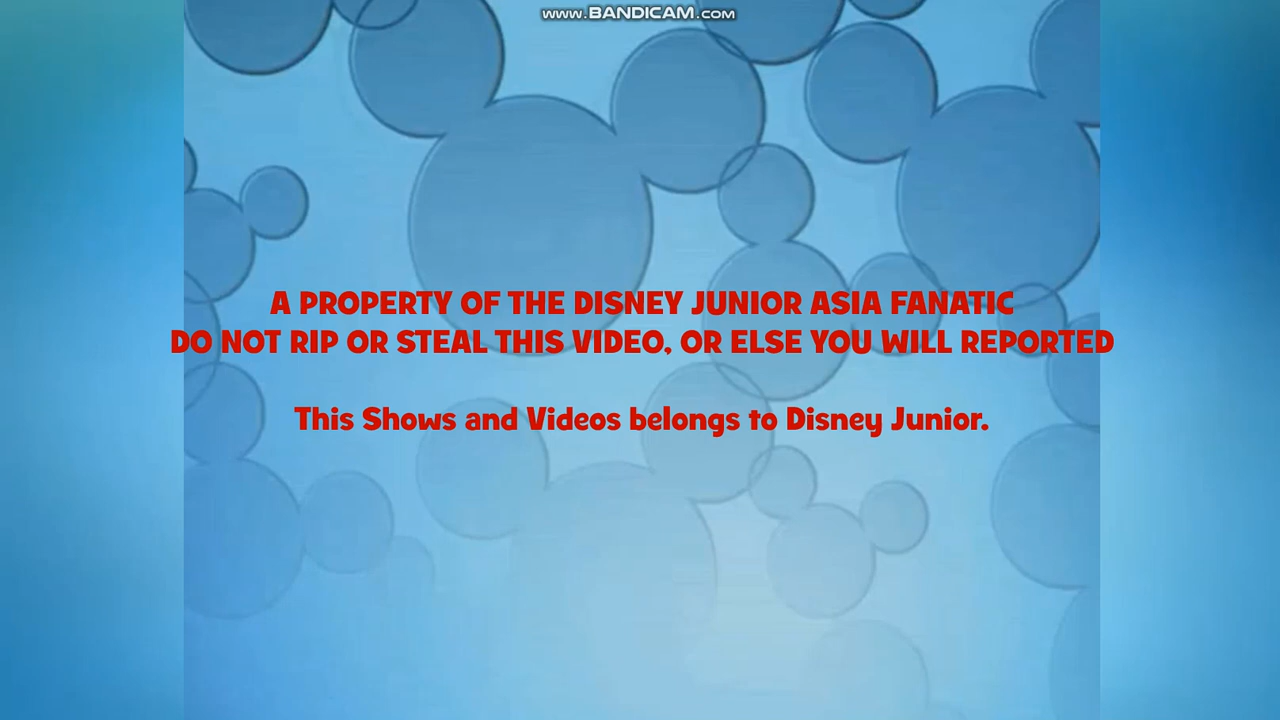 www.BANDICAM.com
A PROPERTY OF THE DISNEY JUNIOR ASIA FANATIC
DO NOT RIP OR STEAL THIS VIDEO, OR ELSE YOU WILL REPORTED
This Shows and Videos belongs to Disney Junior.